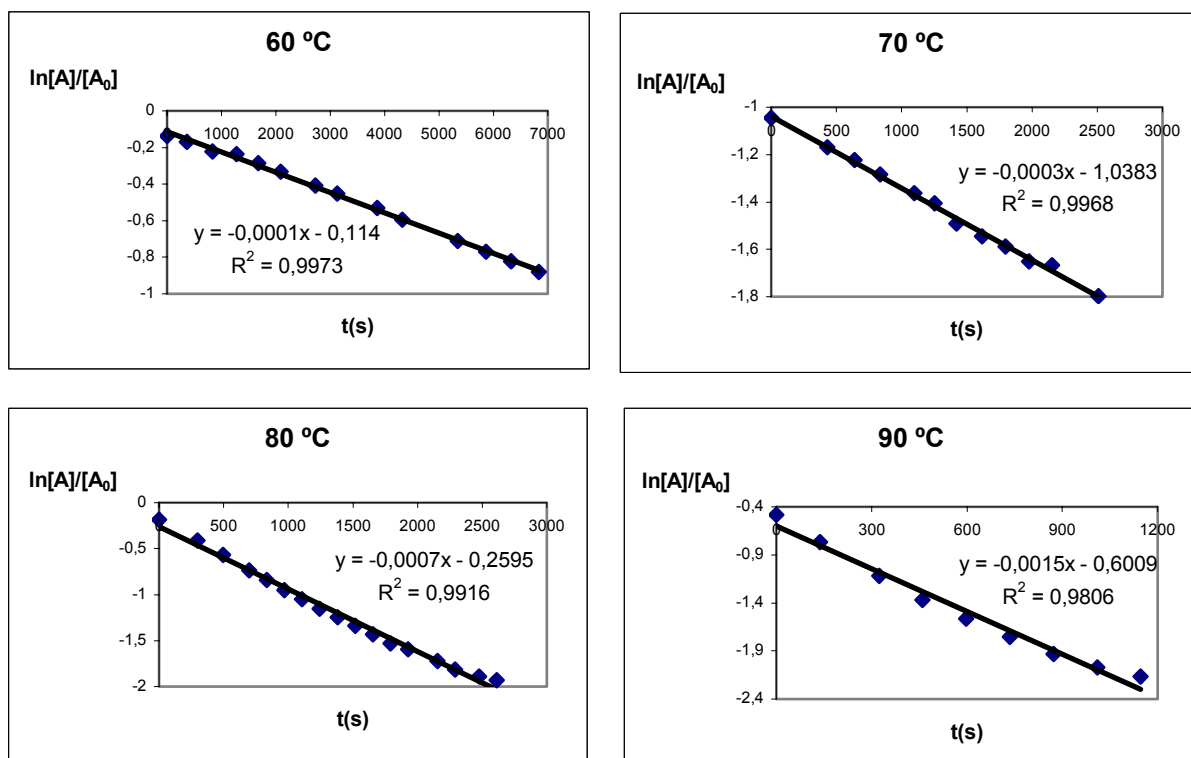 60 ºC
ln[A]/[A₀]
0
0 1000 2000 3000 4000 5000 6000 7000
-0,2
-0,4
-0,6
-0,8
-1
y = -0,0001x - 0,114
R² = 0,9973
t(s)
70 ºC
ln[A]/[A₀]
-1
0 500 1000 1500 2000 2500 3000
-1,2
-1,4
-1,6
-1,8
y = -0,0003x - 1,0383
R² = 0,9968
t(s)
80 ºC
ln[A]/[A₀]
0
0 500 1000 1500 2000 2500 3000
-0,5
-1
-1,5
-2
y = -0,0007x - 0,2595
R² = 0,9916
t(s)
90 ºC
ln[A]/[A₀]
-0,4
0 300 600 900 1200
-0,9
-1,4
-1,9
-2,4
y = -0,0015x - 0,6009
R² = 0,9806
t(s)